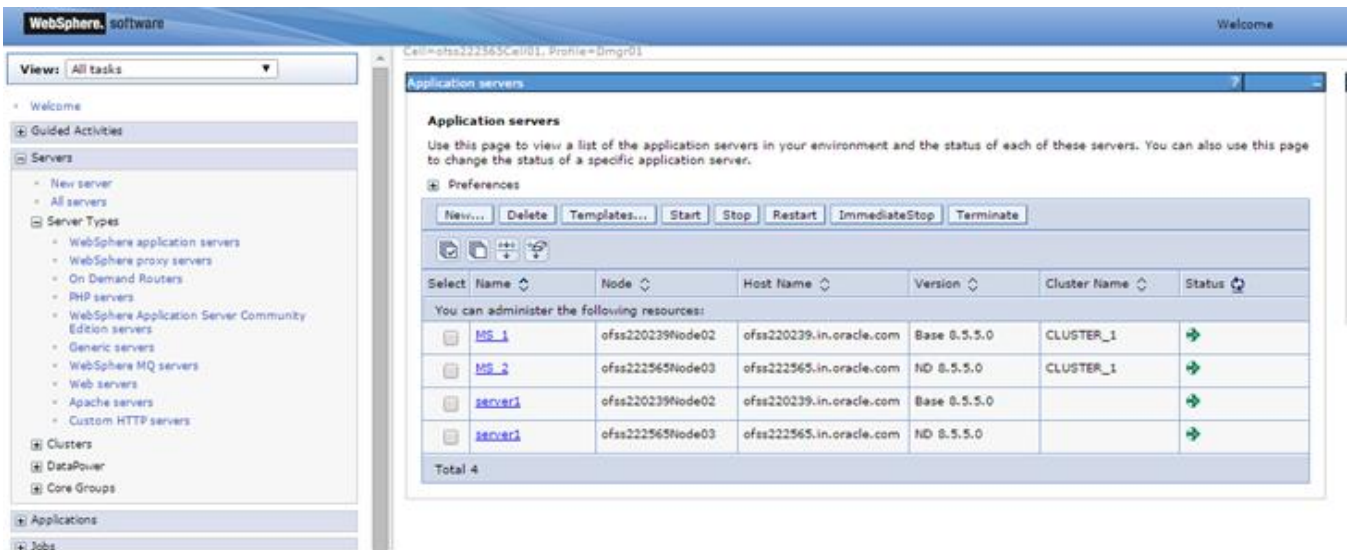 WebSphere. software
Welcome
View: All tasks
Welcome
Guided Activities
Servers
New server
All servers
Server Types
WebSphere application servers
WebSphere proxy servers
On Demand Routers
PHP servers
WebSphere Application Server Community
Edition servers
Generic servers
WebSphere MQ servers
Web servers
Apache servers
Custom HTTP servers
Clusters
DataPower
Core Groups
Applications
Jobs
Cell=ofss222565Cell01, Profile=Dmgr01
Application servers ? -
Application servers
Use this page to view a list of the application servers in your environment and the status of each of these servers. You can also use this page
to change the status of a specific application server.
Preferences
New... Delete Templates... Start Stop Restart ImmediateStop Terminate
Select Name Node Host Name Version Cluster Name Status
You can administer the following resources:
MS_1 ofss220239Node02 ofss220239.in.oracle.com Base 8.5.5.0 CLUSTER_1
MS_2 ofss222565Node03 ofss222565.in.oracle.com ND 8.5.5.0 CLUSTER_1
server1 ofss220239Node02 ofss220239.in.oracle.com Base 8.5.5.0
server1 ofss222565Node03 ofss222565.in.oracle.com ND 8.5.5.0
Total 4